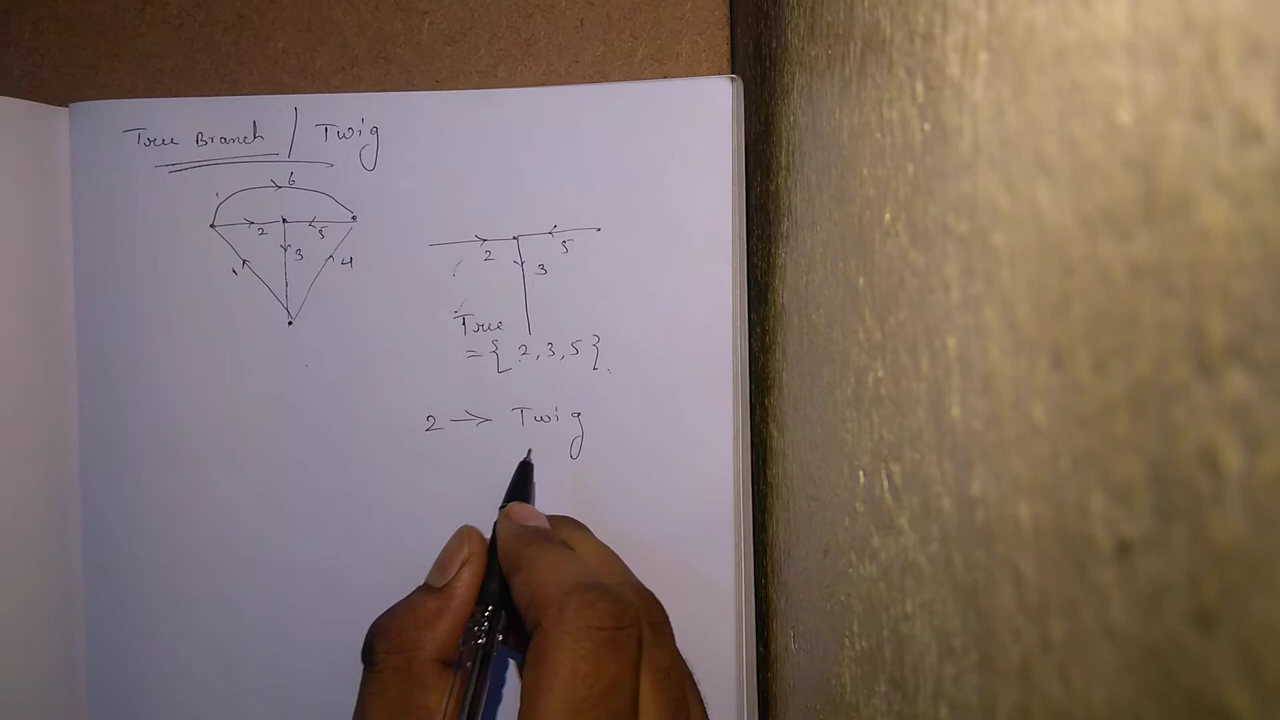 Tree Branch / Twig
6
2 5
3
1 4
2 5
3
Tree
= { 2, 3, 5 }
2 → Twig